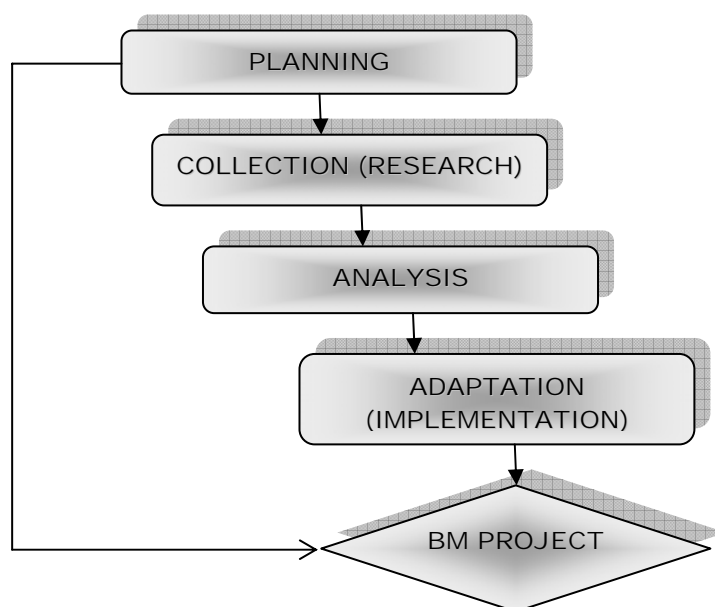 PLANNING
COLLECTION (RESEARCH)
ANALYSIS
ADAPTATION
(IMPLEMENTATION)
BM PROJECT